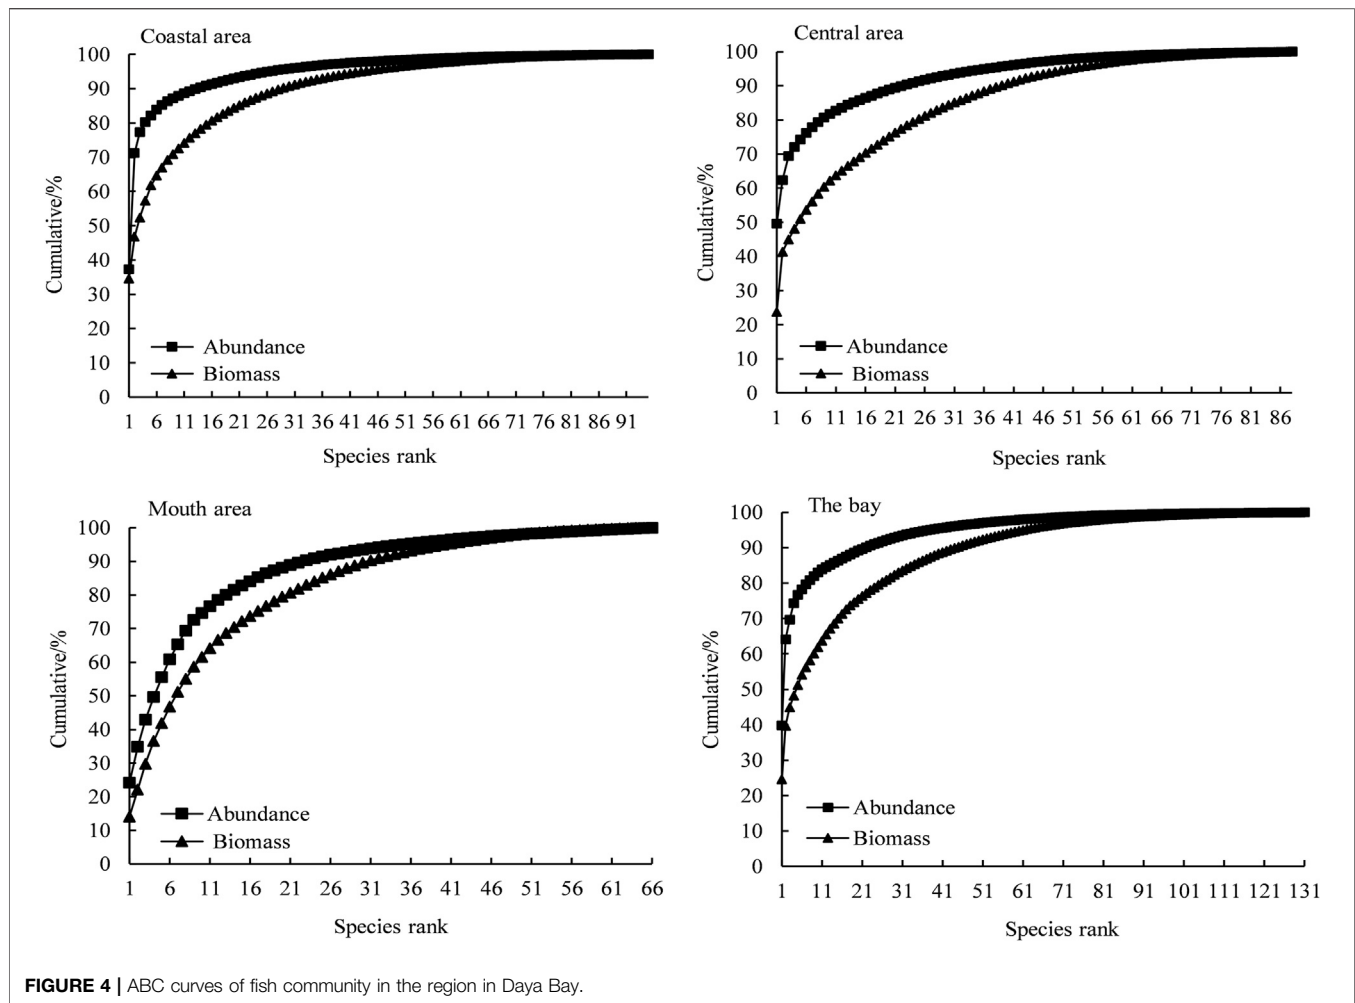 Coastal area
100
90
80
70
60
50
40
30
20
10
0
Cumulative/%
Abundance
Biomass
1 6 11 16 21 26 31 36 41 46 51 56 61 66 71 76 81 86 91
Species rank
Central area
100
90
80
70
60
50
40
30
20
10
0
Cumulative/%
Abundance
Biomass
1 6 11 16 21 26 31 36 41 46 51 56 61 66 71 76 81 86
Species rank
Mouth area
100
90
80
70
60
50
40
30
20
10
0
Cumulative/%
Abundance
Biomass
1 6 11 16 21 26 31 36 41 46 51 56 61 66
Species rank
The bay
100
90
80
70
60
50
40
30
20
10
0
Cumulative/%
Abundance
Biomass
1 11 21 31 41 51 61 71 81 91 101 111 121 131
Species rank
FIGURE 4 | ABC curves of fish community in the region in Daya Bay.